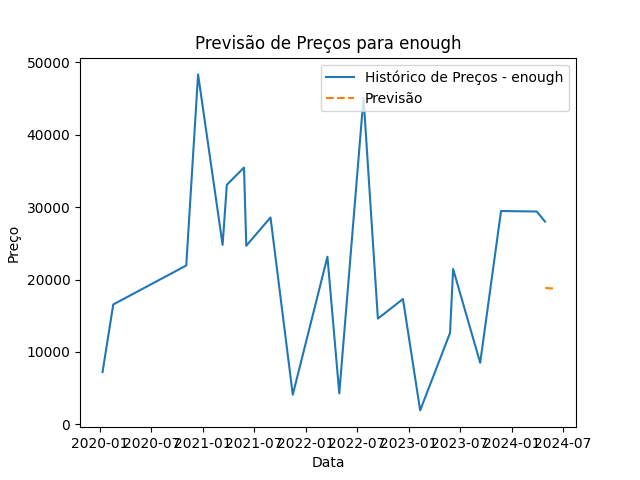 Previsão de Preços para enough
Histórico de Preços - enough
Previsão
Preço
50000
40000
30000
20000
10000
0
2020-01 2020-07 2021-01 2021-07 2022-01 2022-07 2023-01 2023-07 2024-01 2024-07
Data